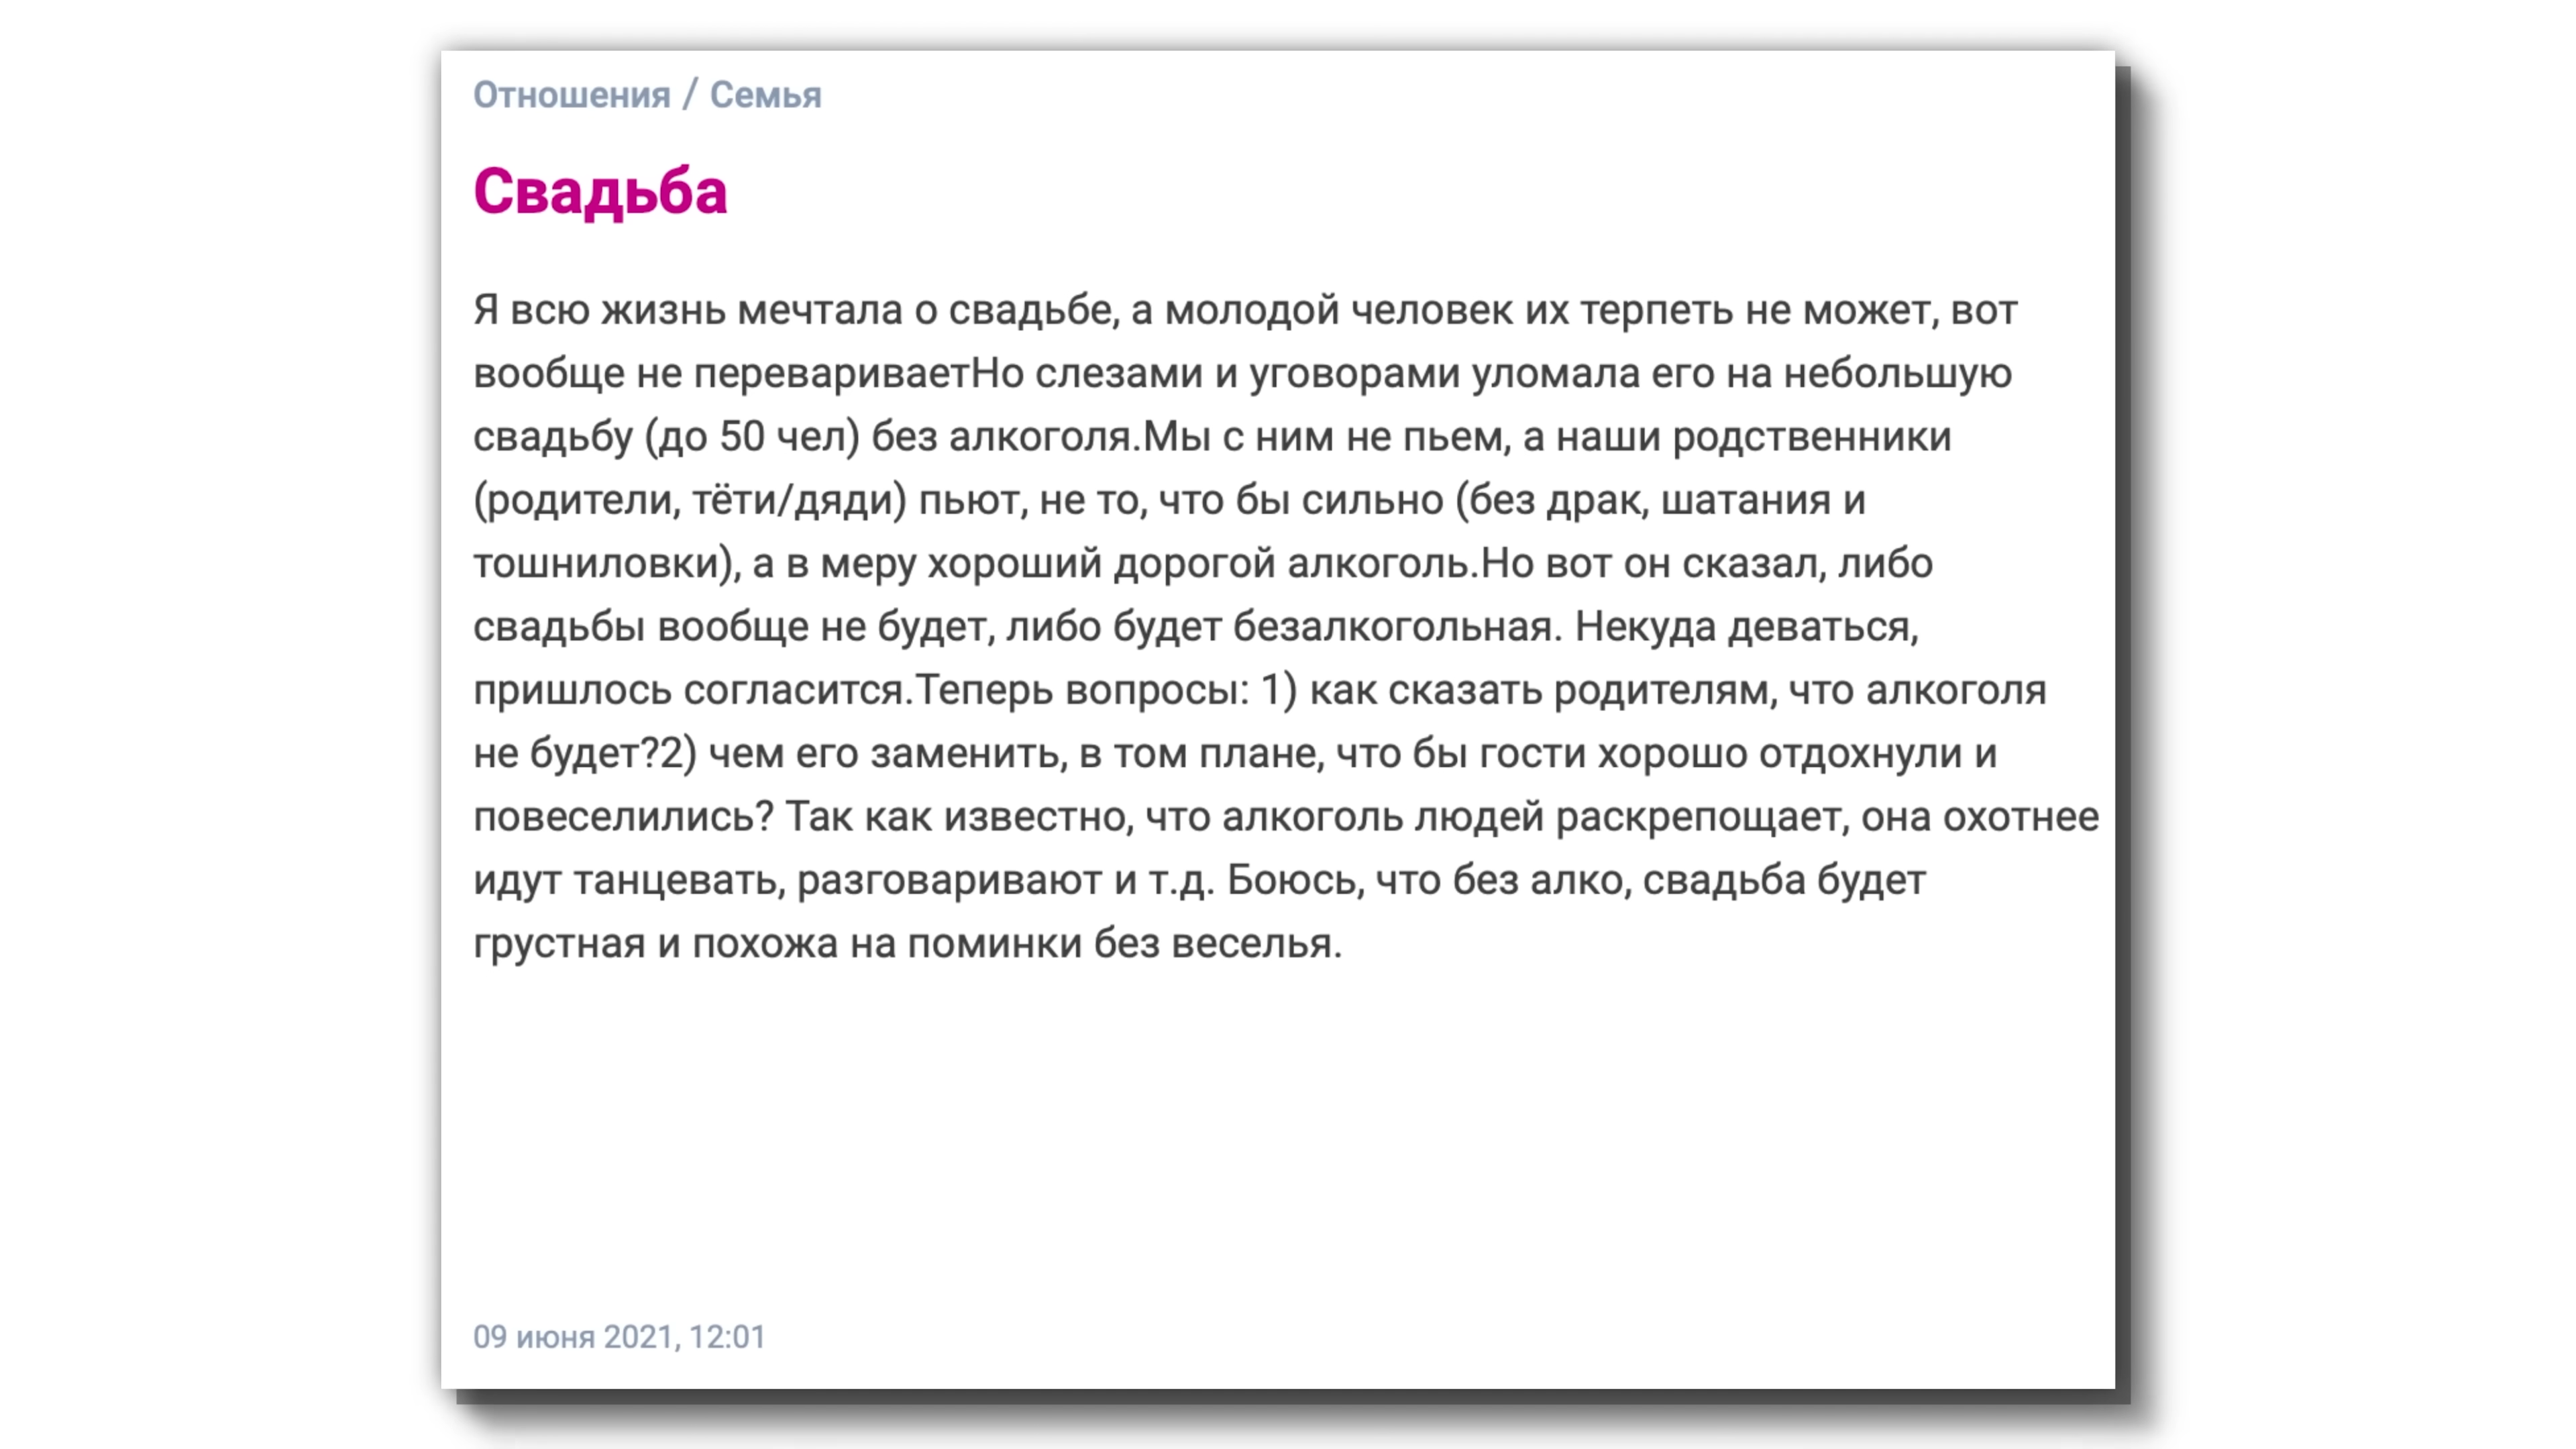 Отношения / Семья
Свадьба
Я всю жизнь мечтала о свадьбе, а молодой человек их терпеть не может, вот
вообще не перевариваетНо слезами и уговорами уломала его на небольшую
свадьбу (до 50 чел) без алкоголя.Мы с ним не пьем, а наши родственники
(родители, тёти/дяди) пьют, не то, что бы сильно (без драк, шатания и
тошниловки), а в меру хороший дорогой алкоголь.Но вот он сказал, либо
свадьбы вообще не будет, либо будет безалкогольная. Некуда деваться,
пришлось согласится.Теперь вопросы: 1) как сказать родителям, что алкоголя
не будет?2) чем его заменить, в том плане, что бы гости хорошо отдохнули и
повеселились? Так как известно, что алкоголь людей раскрепощает, она охотнее
идут танцевать, разговаривают и т.д. Боюсь, что без алко, свадьба будет
грустная и похожа на поминки без веселья.
09 июня 2021, 12:01